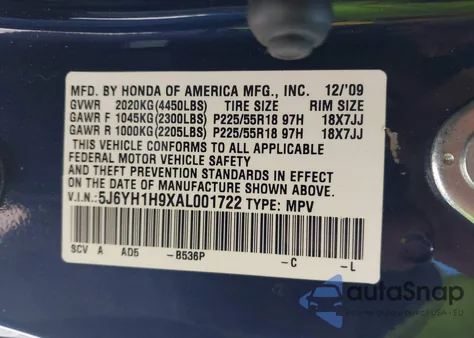 MFD. BY HONDA OF AMERICA MFG., INC. 12/'09
GVWR 2020KG(4450LBS) TIRE SIZE RIM SIZE
GAWR F 1045KG(2300LBS) P225/55R18 97H 18X7JJ
GAWR R 1000KG(2205LBS) P225/55R18 97H 18X7JJ
THIS VEHICLE CONFORMS TO ALL APPLICABLE
FEDERAL MOTOR VEHICLE SAFETY
AND THEFT PREVENTION STANDARDS IN EFFECT
ON THE DATE OF MANUFACTURE SHOWN ABOVE.
V.I.N.: 5J6YH1H9XAL001722 TYPE: MPV
SCV A AD5 -B536P -C -L
autoSnap